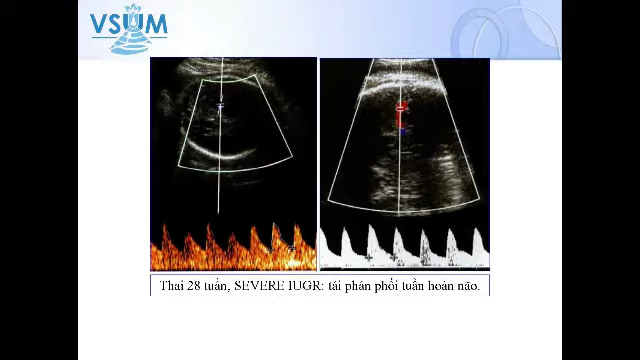 VSUM
Thai 28 tuần, SEVERE IUGR: tái phân phối tuần hoàn não.